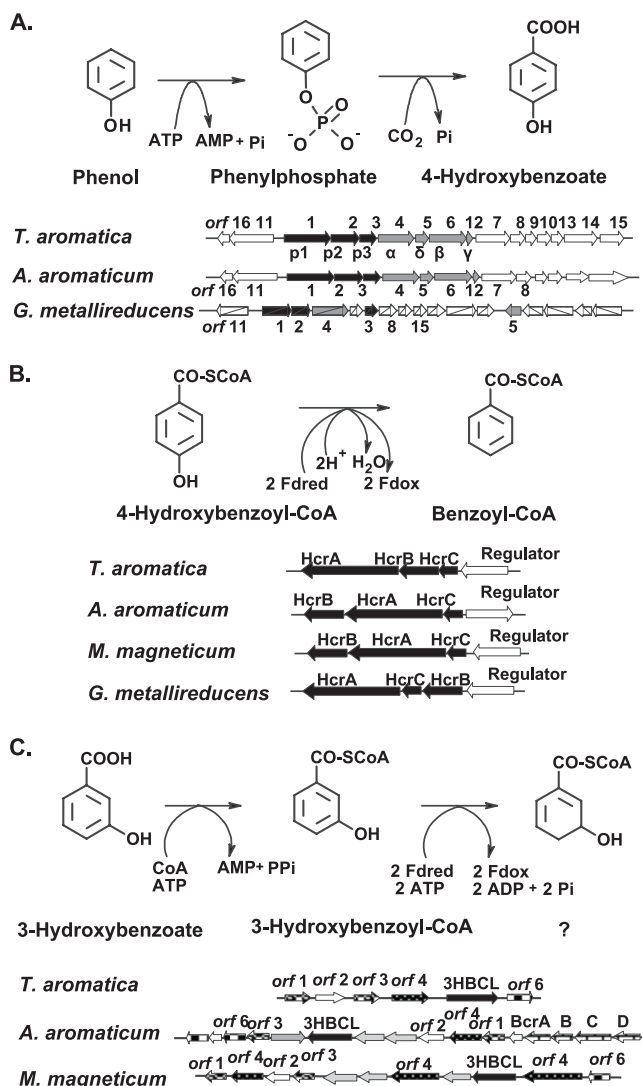 A.
COOH
OH
O
O
P
-O
O-
OH
ATP
AMP + Pi
CO2
Pi
Phenol
Phenylphosphate
4-Hydroxybenzoate
orf 16 11 1 2 3 4 5 6 12 7 8 9 10 13 14 15
T. aromatica
p1 p2 p3 α δ β γ
A. aromaticum
orf 16 11 1 2 3 4 5 6 12 7 8
G. metallireducens
orf 11 1 2 4 3 8 15 5
B.
CO-SCoA
CO-SCoA
OH
2H+
H2O
2 Fdred
2 Fdox
4-Hydroxybenzoyl-CoA
Benzoyl-CoA
HcrA HcrB HcrC Regulator
T. aromatica
HcrB HcrA HcrC Regulator
A. aromaticum
HcrB HcrA HcrC Regulator
M. magneticum
HcrA HcrC HcrB Regulator
G. metallireducens
C.
COOH
CO-SCoA
CO-SCoA
OH
OH
OH
CoA
ATP
AMP+ PPi
2 Fdred
2 ATP
2 Fdox
2 ADP + 2 Pi
3-Hydroxybenzoate
3-Hydroxybenzoyl-CoA
?
T. aromatica
orf 1 orf 2 orf 3 orf 4 3HBCL orf 6
A. aromaticum
orf 6 orf 3 3HBCL orf 2 orf 4 orf 1 BcrA B C D
M. magneticum
orf 1 orf 4 orf 2 orf 3 orf 4 3HBCL orf 4 orf 6